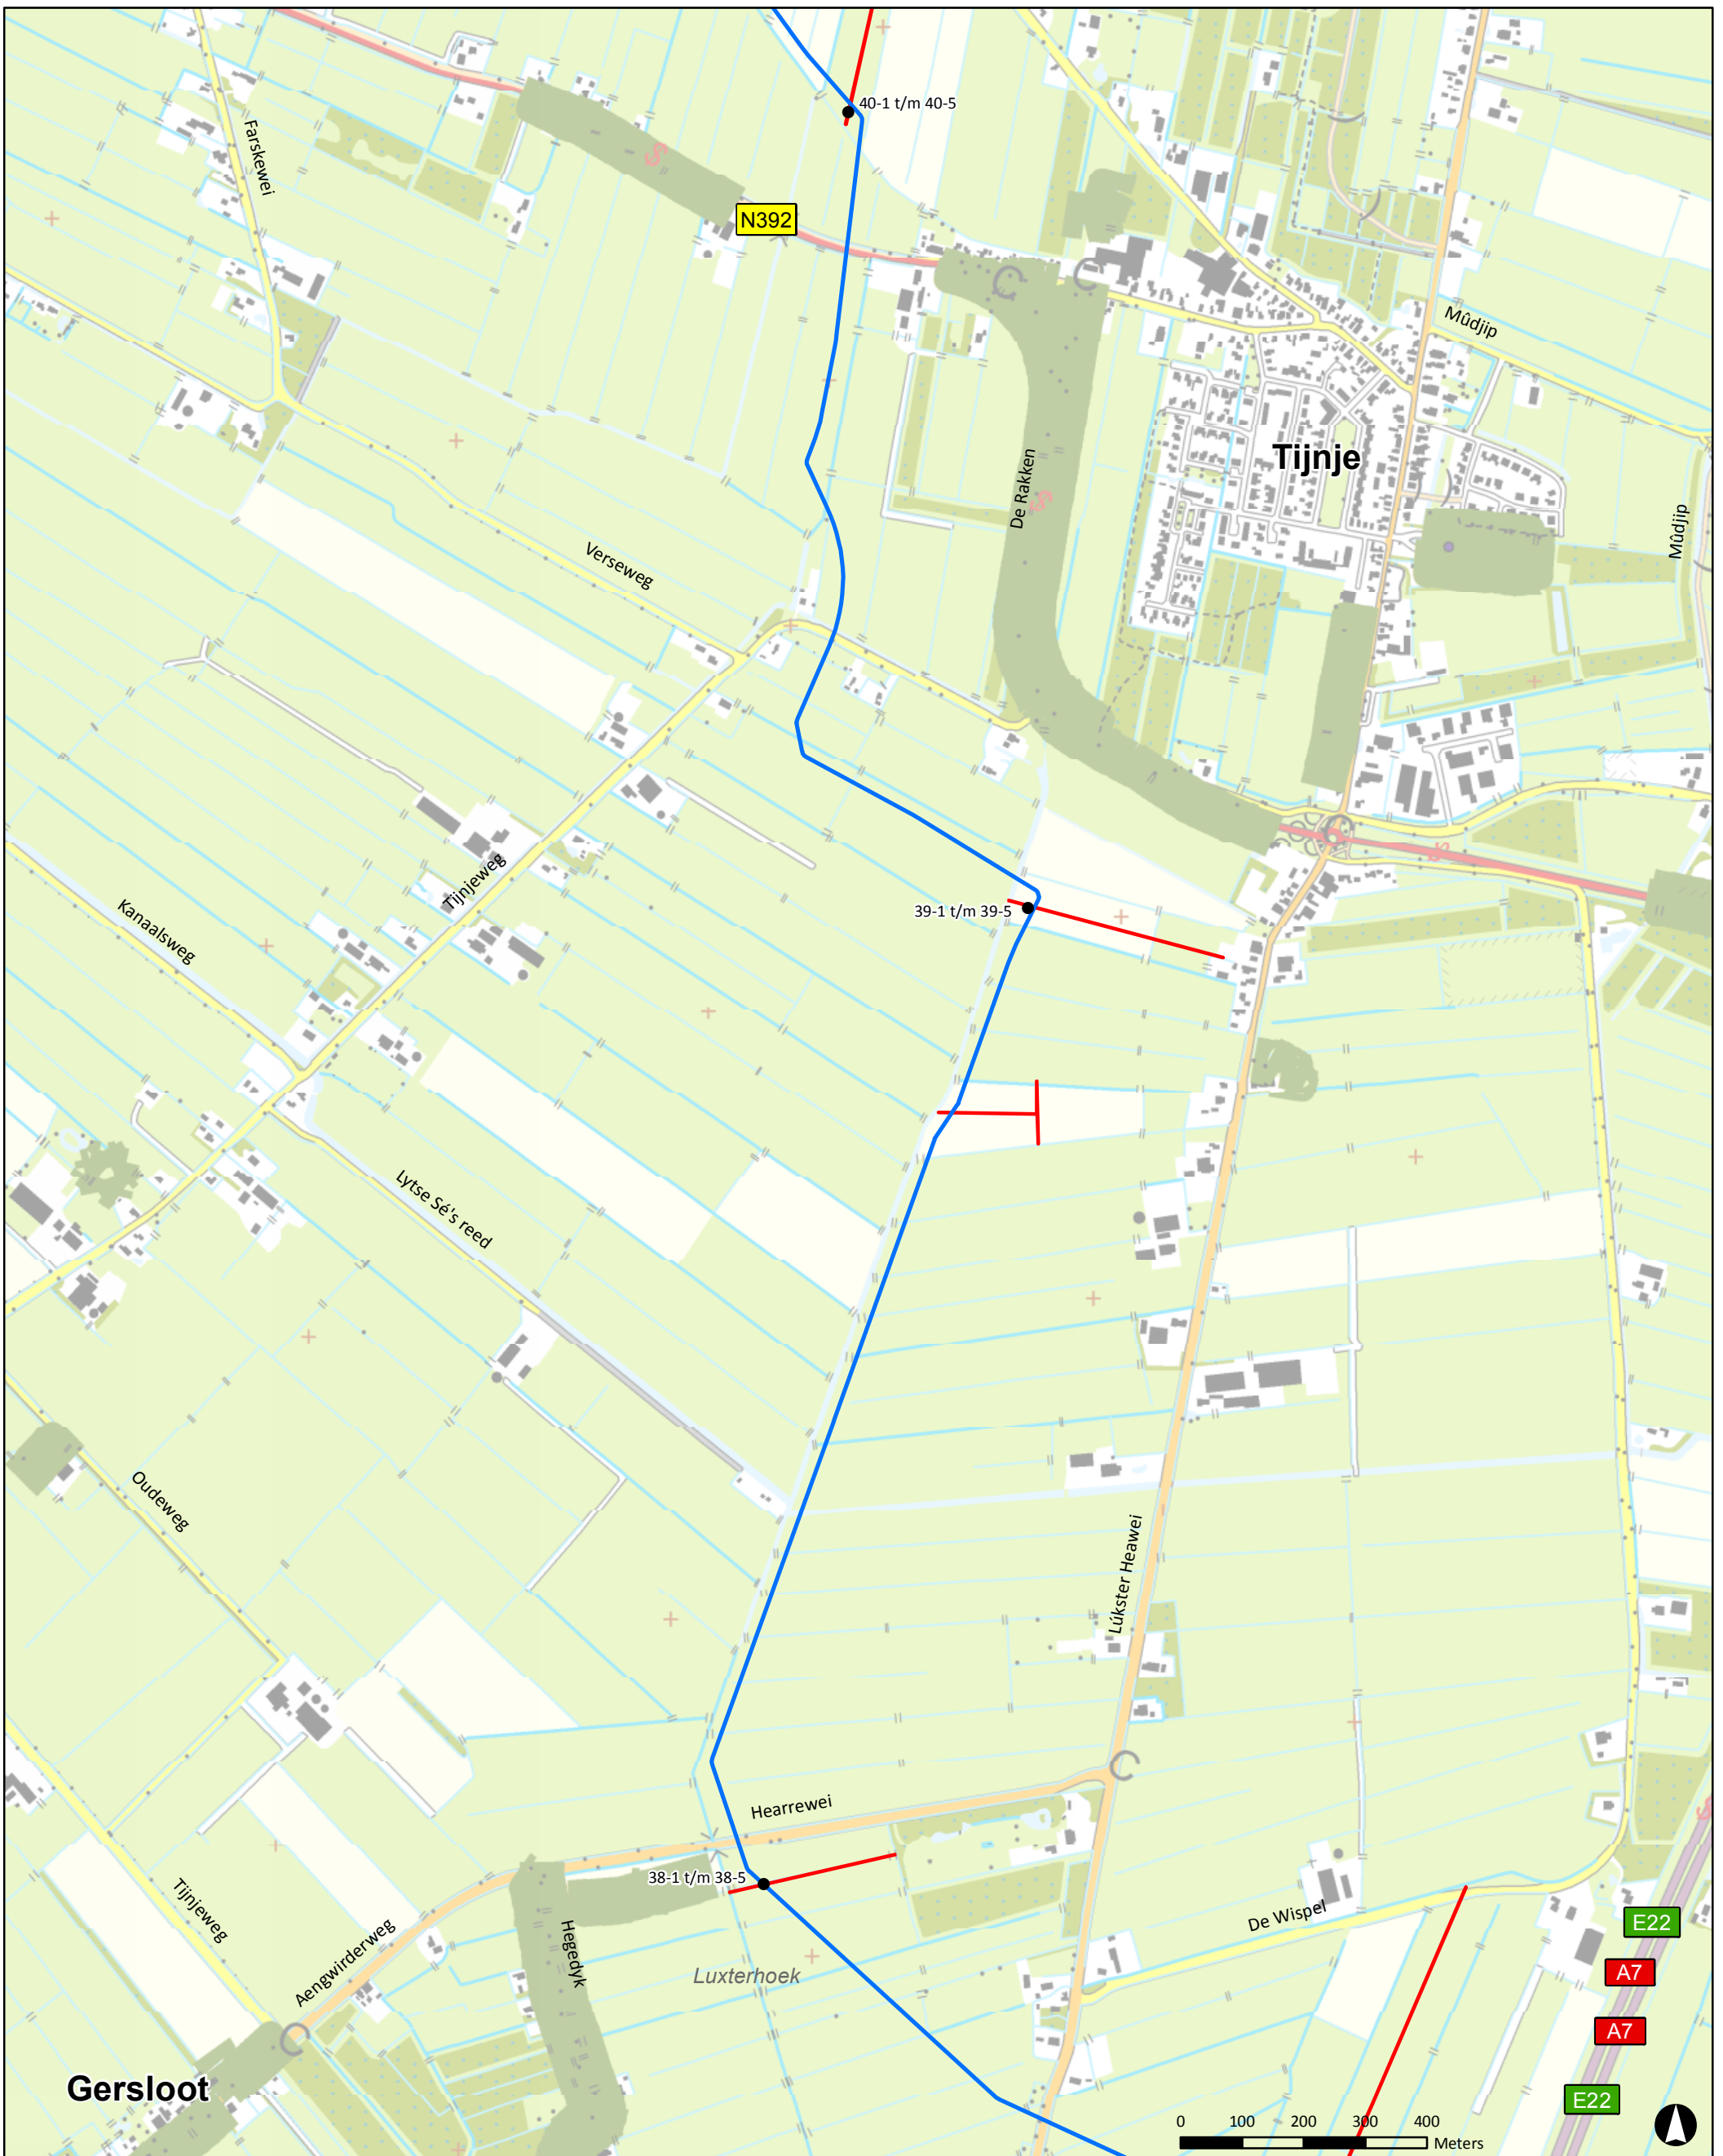 40-1 t/m 40-5
Farskewei
N392
Mûdjip
Tijnje
De Rakken
Mûdjip
Verseweg
Tijnjeweg
39-1 t/m 39-5
Kanaalsweg
Lytse Sé's reed
Oudeweg
Lúkster Heawei
Hearrewei
38-1 t/m 38-5
Tijnjeweg
De Wispel
E22
Aengwirderweg
Hegedyk
Luxterhoek
A7
A7
Gersloot
E22
0 100 200 300 400
Meters